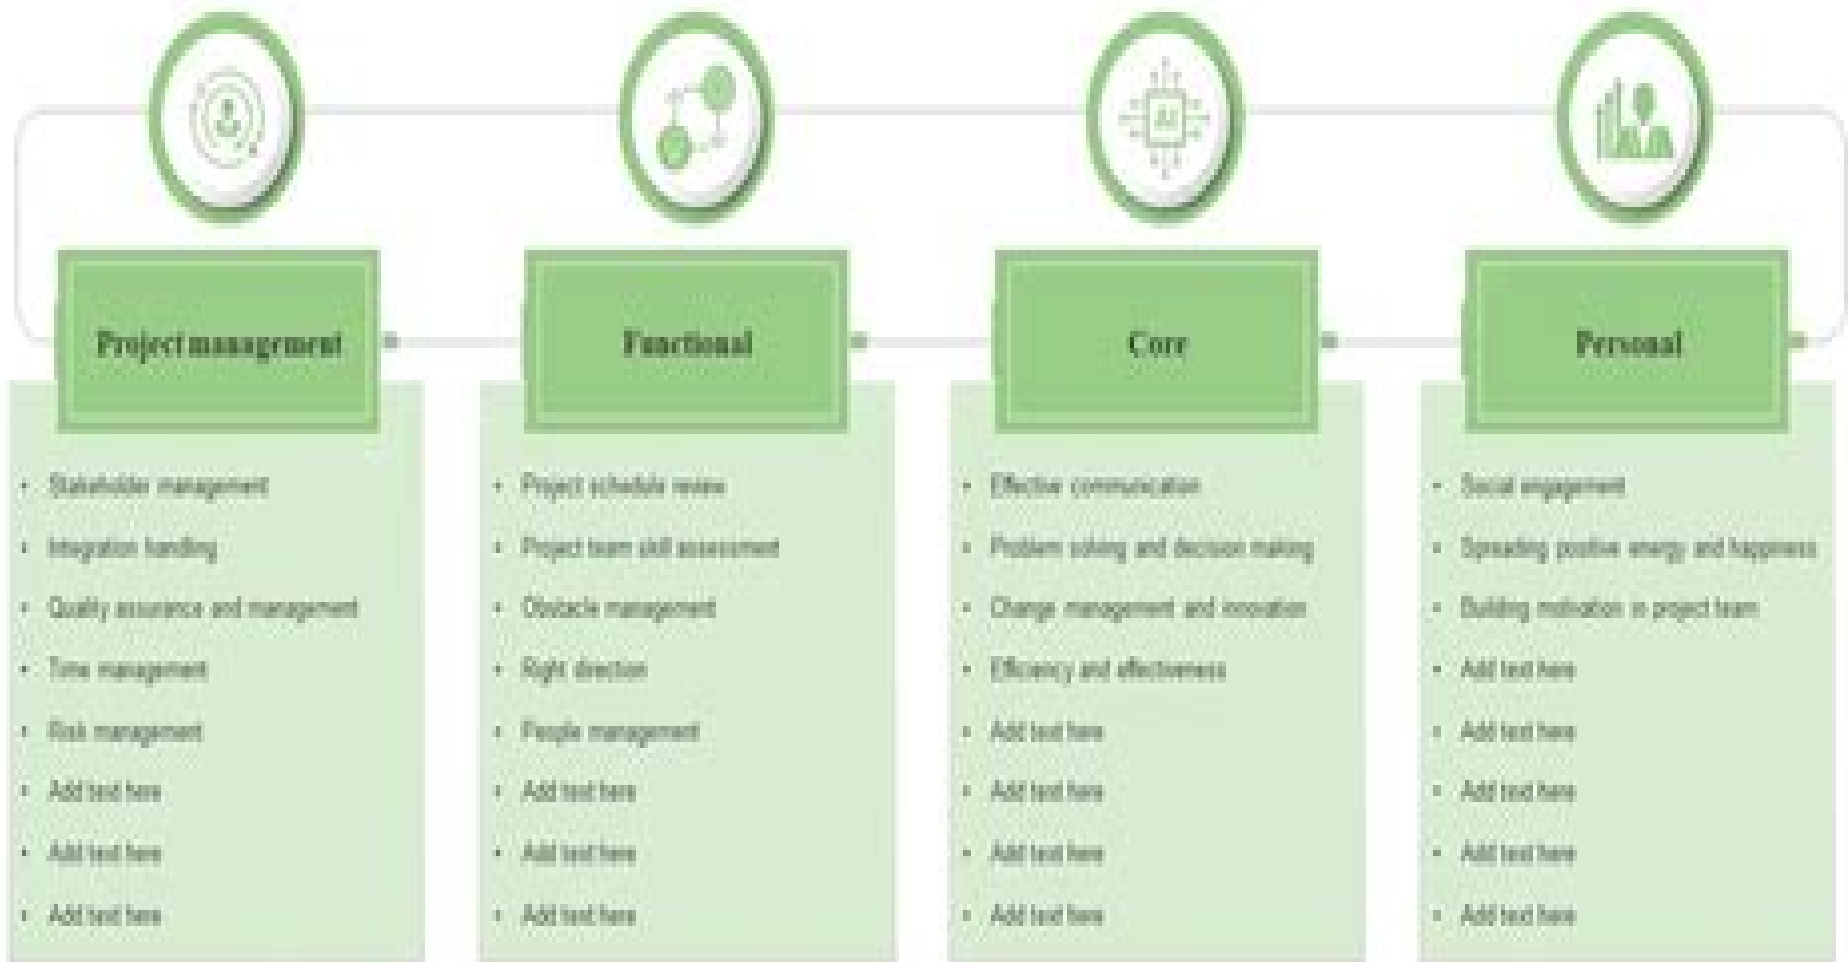 AI
Project management
Functional
Core
Personal
Stakeholder management
Integration handling
Quality assurance and management
Time management
Risk management
Add text here
Add text here
Add text here
Project schedule review
Project team skill assessment
Obstacle management
Right direction
People management
Add text here
Add text here
Add text here
Effective communication
Problem solving and decision making
Change management and innovation
Efficiency and effectiveness
Add text here
Add text here
Add text here
Add text here
Social engagement
Spreading positive energy and happiness
Building motivation in project team
Add text here
Add text here
Add text here
Add text here
Add text here